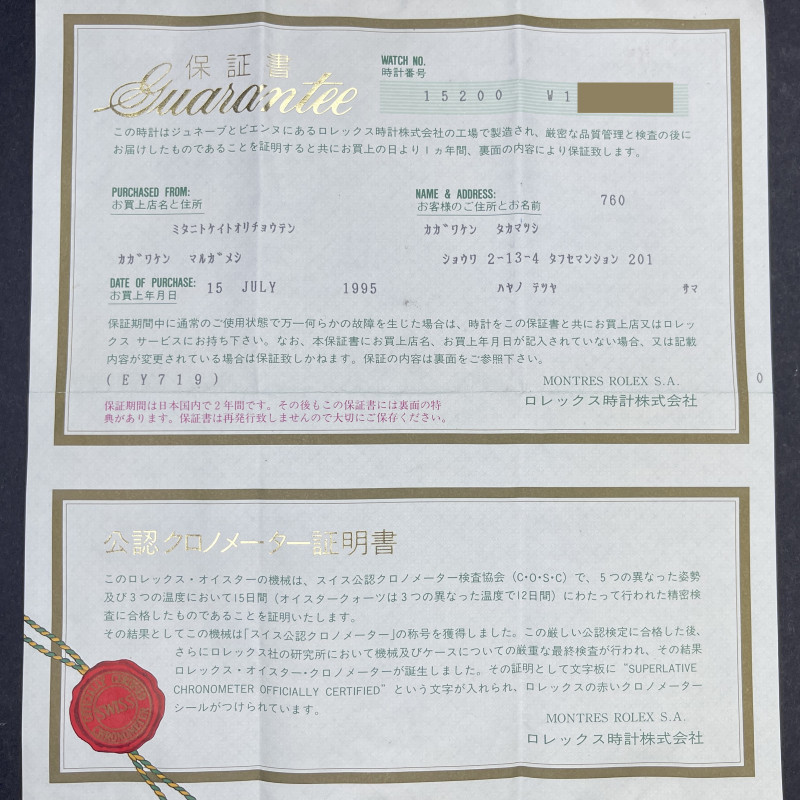 保証書
Guarantee
WATCH NO.
時計番号
15200 W1
この時計はジュネーブとビエンヌにあるロレックス時計株式会社の工場で製造され、厳密な品質管理と検査の後に
お届けしたものであることを証明すると共にお買上の日より1ヵ年間、裏面の内容により保証致します。
PURCHASED FROM:
お買上店名と住所
ミタニトケイトオリチョウテン
カガワケン マルガメシ
NAME & ADDRESS:
お客様のご住所とお名前
760
カガワケン タカマツシ
ショウワ 2-13-4 タフセマンション 201
ハヤノ テツヤ サマ
DATE OF PURCHASE:
お買上年月日
15 JULY 1995
保証期間中に通常のご使用状態で万一何らかの故障を生じた場合は、時計をこの保証書と共にお買上店又はロレッ
クス サービスにお持ち下さい。なお、本保証書にお買上店名、お買上年月日が記入されていない場合、又は記載
内容が変更されている場合は保証致しかねます。保証の内容は裏面をご参照下さい。
(EY719)
MONTRES ROLEX S.A.
ロレックス時計株式会社
0
保証期間は日本国内で2年間です。その後もこの保証書には裏面の特
典があります。保証書は再発行致しませんので大切にご保存ください。
公認クロノメーター証明書
このロレックス・オイスターの機械は、スイス公認クロノメーター検査協会(C・O・S・C)で、5つの異なった姿勢
及び3つの温度において15日間(オイスタークォーツは3つの異なった温度で12日間)にわたって行われた精密検
査に合格したものであることを証明いたします。
その結果としてこの機械は「スイス公認クロノメーター」の称号を獲得しました。この厳しい公認検定に合格した後、
さらにロレックス社の研究所において機械及びケースについての厳重な最終検査が行われ、その結果
ロレックス・オイスター・クロノメーターが誕生しました。その証明として文字板に "SUPERLATIVE
CHRONOMETER OFFICIALLY CERTIFIED" という文字が入れられ、ロレックスの赤いクロノメーター
シールがつけられています。
MONTRES ROLEX S.A.
ロレックス時計株式会社
SWISS
CHRONOMETER